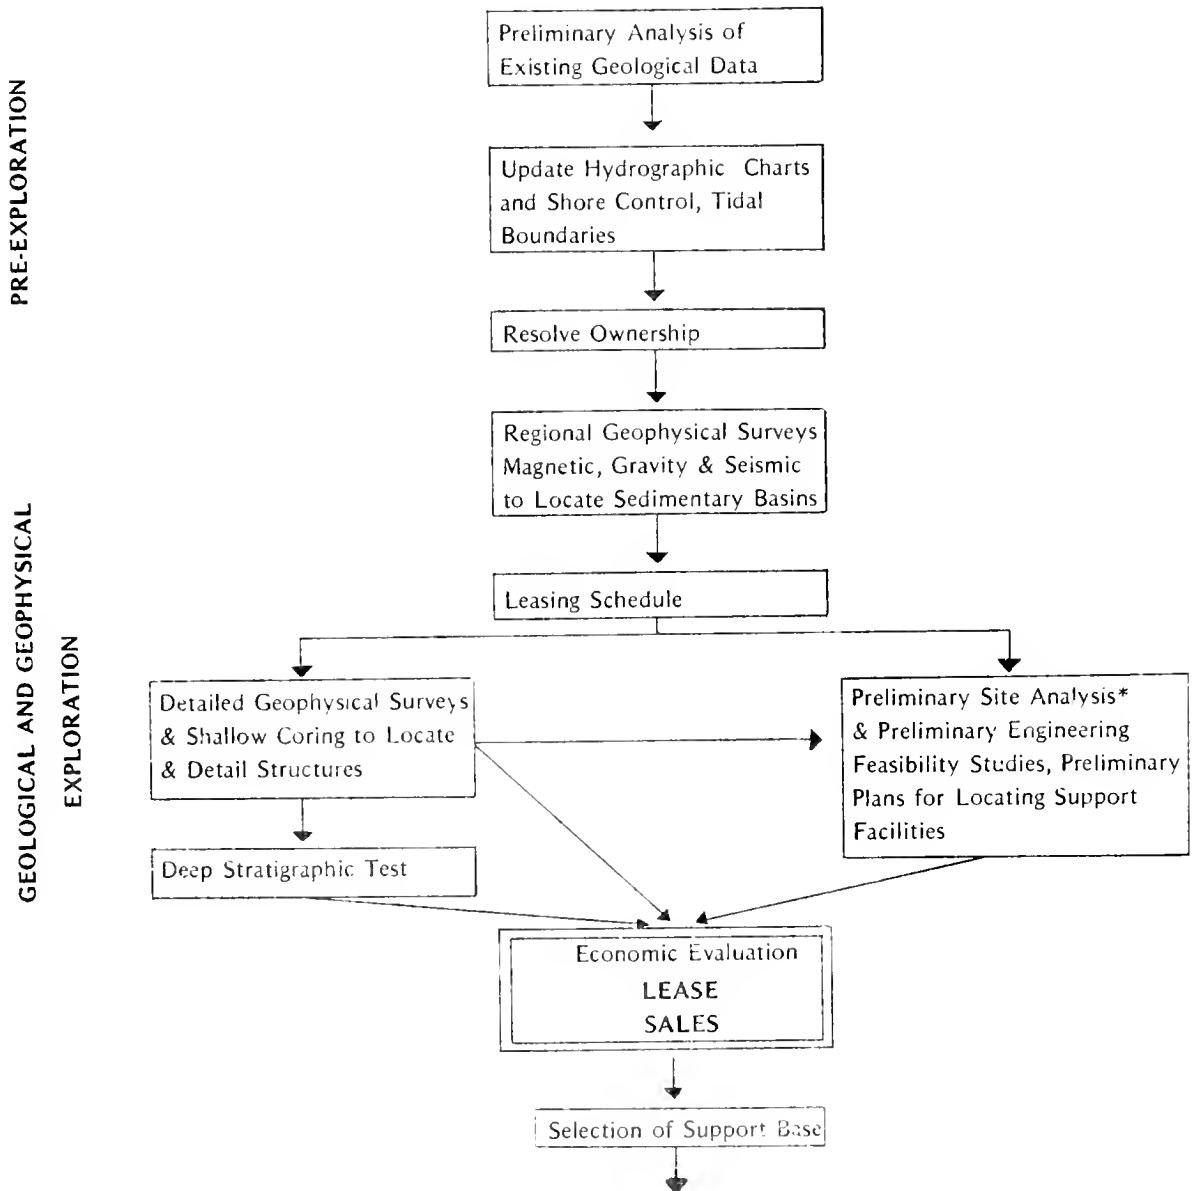 PRE-EXPLORATION
Preliminary Analysis of
Existing Geological Data
Update Hydrographic Charts
and Shore Control, Tidal
Boundaries
Resolve Ownership
GEOLOGICAL AND GEOPHYSICAL
EXPLORATION
Regional Geophysical Surveys
Magnetic, Gravity & Seismic
to Locate Sedimentary Basins
Leasing Schedule
Detailed Geophysical Surveys
& Shallow Coring to Locate
& Detail Structures
Preliminary Site Analysis*
& Preliminary Engineering
Feasibility Studies, Preliminary
Plans for Locating Support
Facilities
Deep Stratigraphic Test
Economic Evaluation
LEASE
SALES
Selection of Support Base